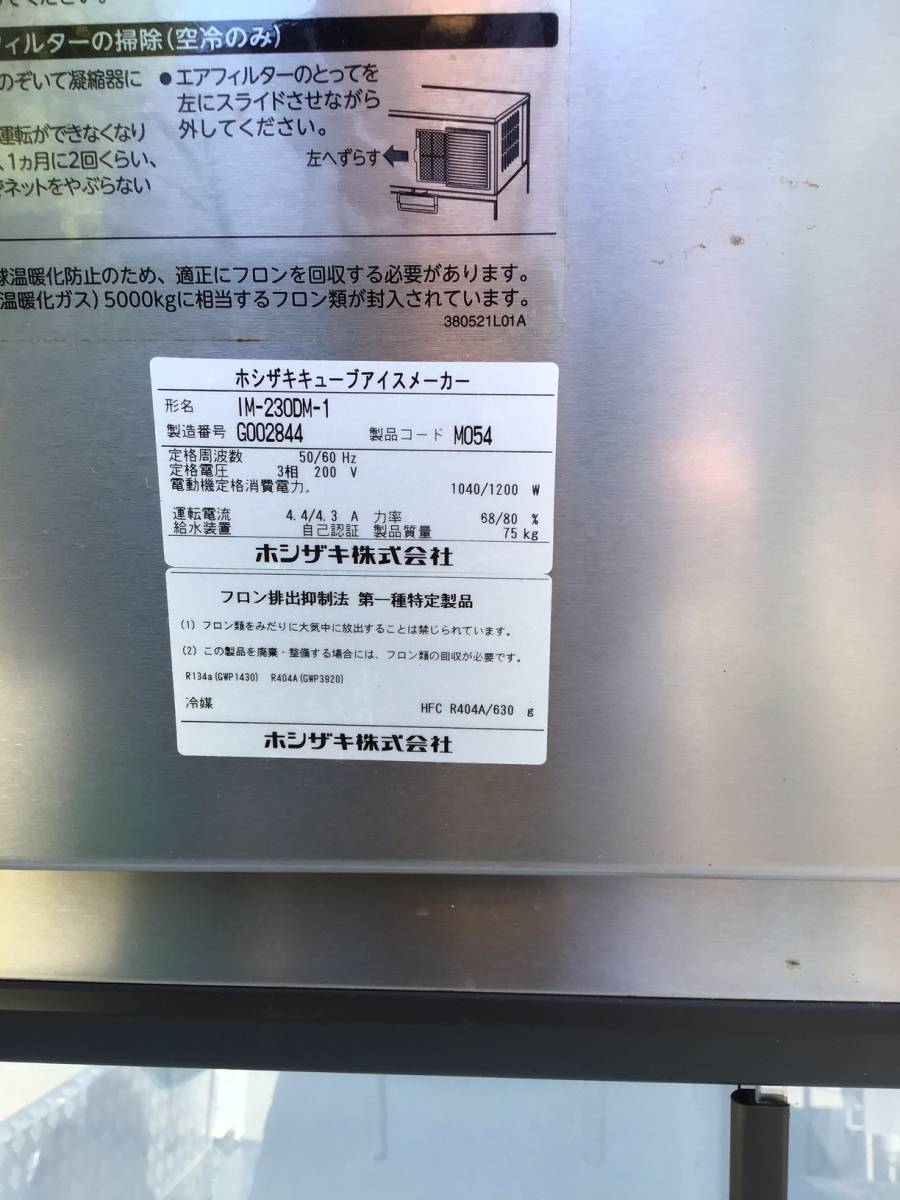 てください。
ィルターの掃除(空冷のみ)
のぞいて凝縮器に
運転ができなくなり
、1ヵ月に2回くらい、
でネットをやぶらない
●エアフィルターのとってを
左にスライドさせながら
外してください。
左へずらす
球温暖化防止のため、適正にフロンを回収する必要があります。
温暖化ガス)5000kgに相当するフロン類が封入されています。
380521L01A
ホシザキキューブアイスメーカー
形名 IM-230DM-1
製造番号 G002844 製品コード M054
定格周波数 50/60 Hz
定格電圧 3相 200 V
電動機定格消費電力. 1040/1200 W
運転電流 4.4/4.3 A 力率 68/80 %
給水装置 自己認証 製品質量 75 kg
ホシザキ株式会社
フロン排出抑制法 第一種特定製品
(1) フロン類をみだりに大気中に放出することは禁じられています。
(2) この製品を廃棄・整備する場合には、フロン類の回収が必要です。
R134a(GWP1430) R404A(GWP3920)
冷媒 HFC R404A/630 g
ホシザキ株式会社